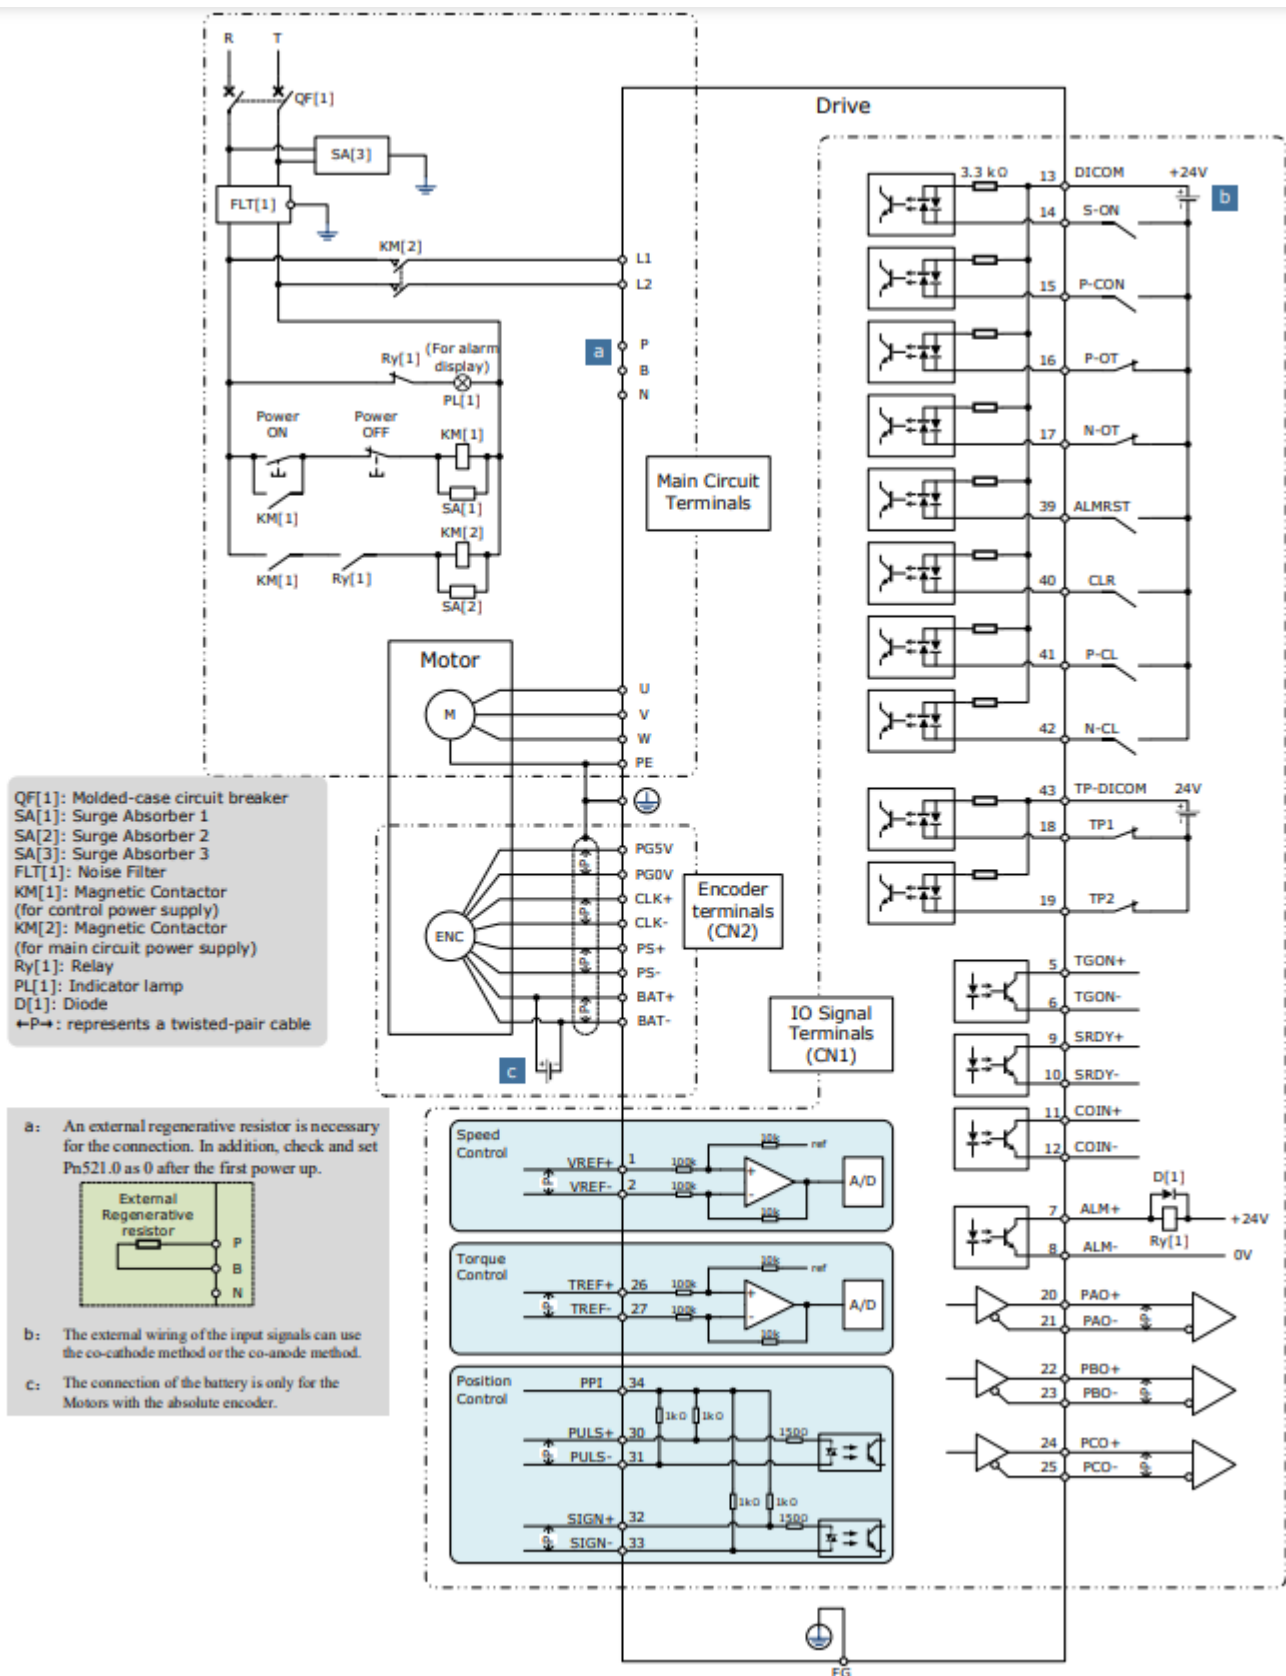 R T
QF[1]
SA[3]
FLT[1]
KM[2]
L1
L2
a
P
B
N
Ry[1]
(For alarm
display)
PL[1]
Power
ON
Power
OFF
KM[1]
KM[1]
SA[1]
KM[2]
KM[1]
Ry[1]
SA[2]
Main Circuit
Terminals
Motor
M
U
V
W
PE
QF[1]: Molded-case circuit breaker
SA[1]: Surge Absorber 1
SA[2]: Surge Absorber 2
SA[3]: Surge Absorber 3
FLT[1]: Noise Filter
KM[1]: Magnetic Contactor
(for control power supply)
KM[2]: Magnetic Contactor
(for main circuit power supply)
Ry[1]: Relay
PL[1]: Indicator lamp
D[1]: Diode
←P→: represents a twisted-pair cable
ENC
P
P
P
P
PG5V
PG0V
CLK+
CLK-
PS+
PS-
BAT+
BAT-
c
+ -
Encoder
terminals
(CN2)
IO Signal
Terminals
(CN1)
a: An external regenerative resistor is necessary
for the connection. In addition, check and set
Pn521.0 as 0 after the first power up.
External
Regenerative
resistor
P
B
N
b: The external wiring of the input signals can use
the co-cathode method or the co-anode method.
c: The connection of the battery is only for the
Motors with the absolute encoder.
Drive
3.3 kΩ 13 DICOM +24V
b
14 S-ON
15 P-CON
16 P-OT
17 N-OT
39 ALMRST
40 CLR
41 P-CL
42 N-CL
43 TP-DICOM 24V
18 TP1
19 TP2
5 TGON+
6 TGON-
9 SRDY+
10 SRDY-
11 COIN+
12 COIN-
D[1]
7 ALM+ +24V
Ry[1]
8 ALM- 0V
20 PAO+
21 PAO- P
22 PBO+
23 PBO- P
24 PCO+
25 PCO- P
Speed
Control
10k ref
P VREF+ 1 100k +
VREF- 2 100k -
A/D
10k
Torque
Control
10k ref
P TREF+ 26 100k +
TREF- 27 100k -
A/D
10k
Position
Control
PPI 34
1kΩ 1kΩ
P PULS+ 30 150Ω
PULS- 31
1kΩ 1kΩ
P SIGN+ 32 150Ω
SIGN- 33